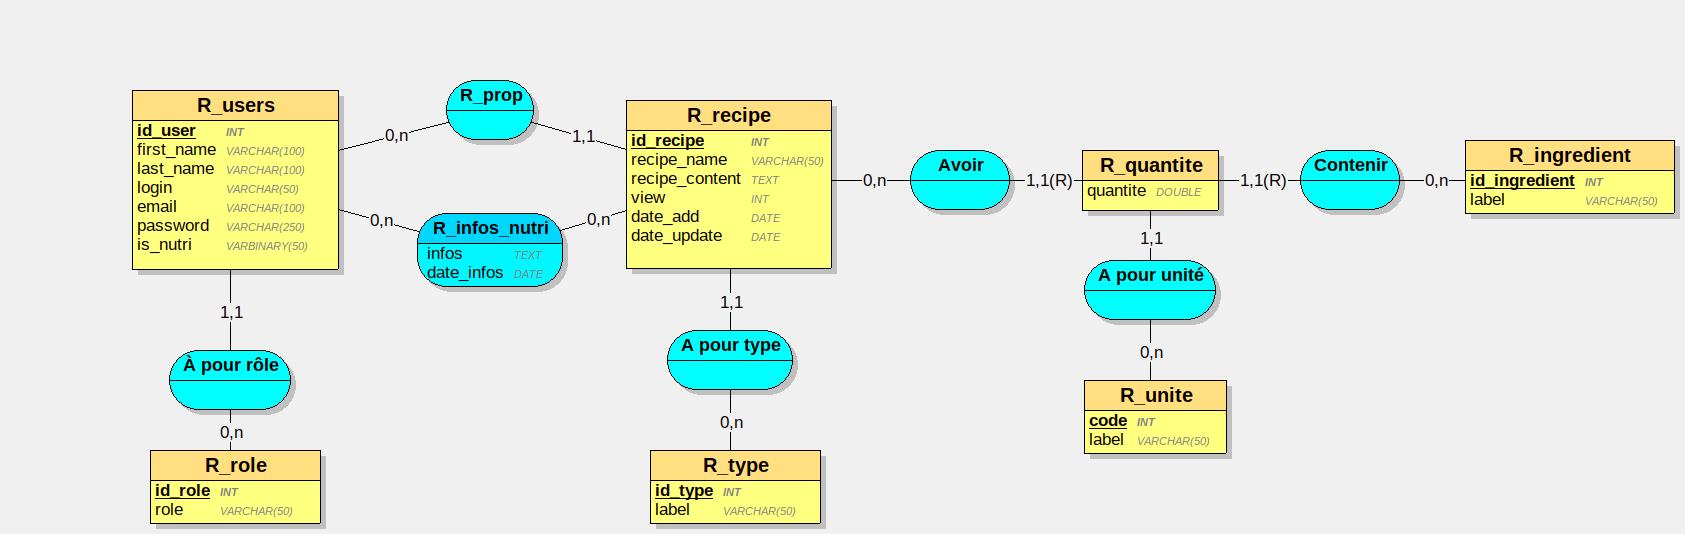 R_users
id_user INT
first_name VARCHAR(100)
last_name VARCHAR(100)
login VARCHAR(50)
email VARCHAR(100)
password VARCHAR(250)
is_nutri VARBINARY(50)
0,n
R_prop
1,1
0,n
R_infos_nutri
infos TEXT
date_infos DATE
0,n
R_recipe
id_recipe INT
recipe_name VARCHAR(50)
recipe_content TEXT
view INT
date_add DATE
date_update DATE
0,n
Avoir
1,1(R)
R_quantite
quantite DOUBLE
1,1(R)
Contenir
0,n
R_ingredient
id_ingredient INT
label VARCHAR(50)
1,1
À pour rôle
0,n
R_role
id_role INT
role VARCHAR(50)
1,1
A pour type
0,n
R_type
id_type INT
label VARCHAR(50)
1,1
A pour unité
0,n
R_unite
code INT
label VARCHAR(50)